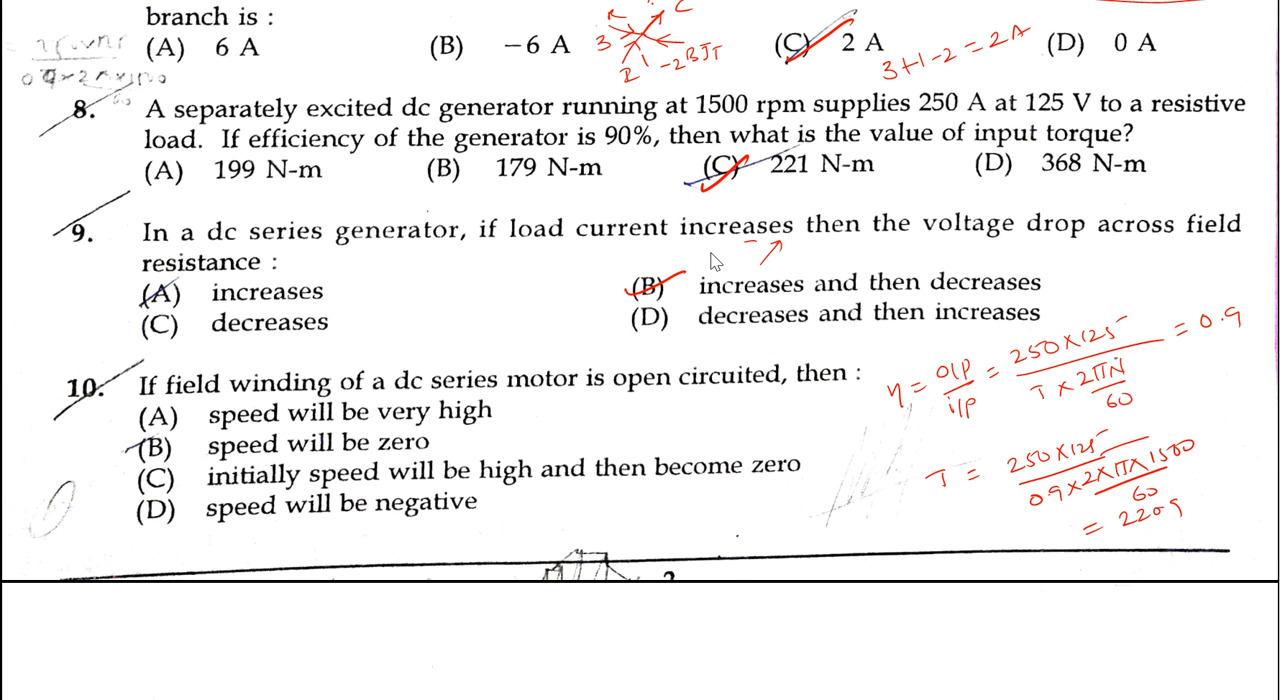 branch is :
(A) 6 A (B) −6 A (C) 2 A (D) 0 A
C
3
2 1 -2 BJT
3+1-2 = 2A
8. A separately excited dc generator running at 1500 rpm supplies 250 A at 125 V to a resistive
load. If efficiency of the generator is 90%, then what is the value of input torque?
(A) 199 N-m (B) 179 N-m (C) 221 N-m (D) 368 N-m
9. In a dc series generator, if load current increases then the voltage drop across field
resistance :
(A) increases (B) increases and then decreases
(C) decreases (D) decreases and then increases
10. If field winding of a dc series motor is open circuited, then :
(A) speed will be very high
(B) speed will be zero
(C) initially speed will be high and then become zero
(D) speed will be negative
η = O/P / i/P = 250×125 / T × 2πN/60 = 0.9
T = 250×125 / 0.9×2×π×1500/60
= 220.9